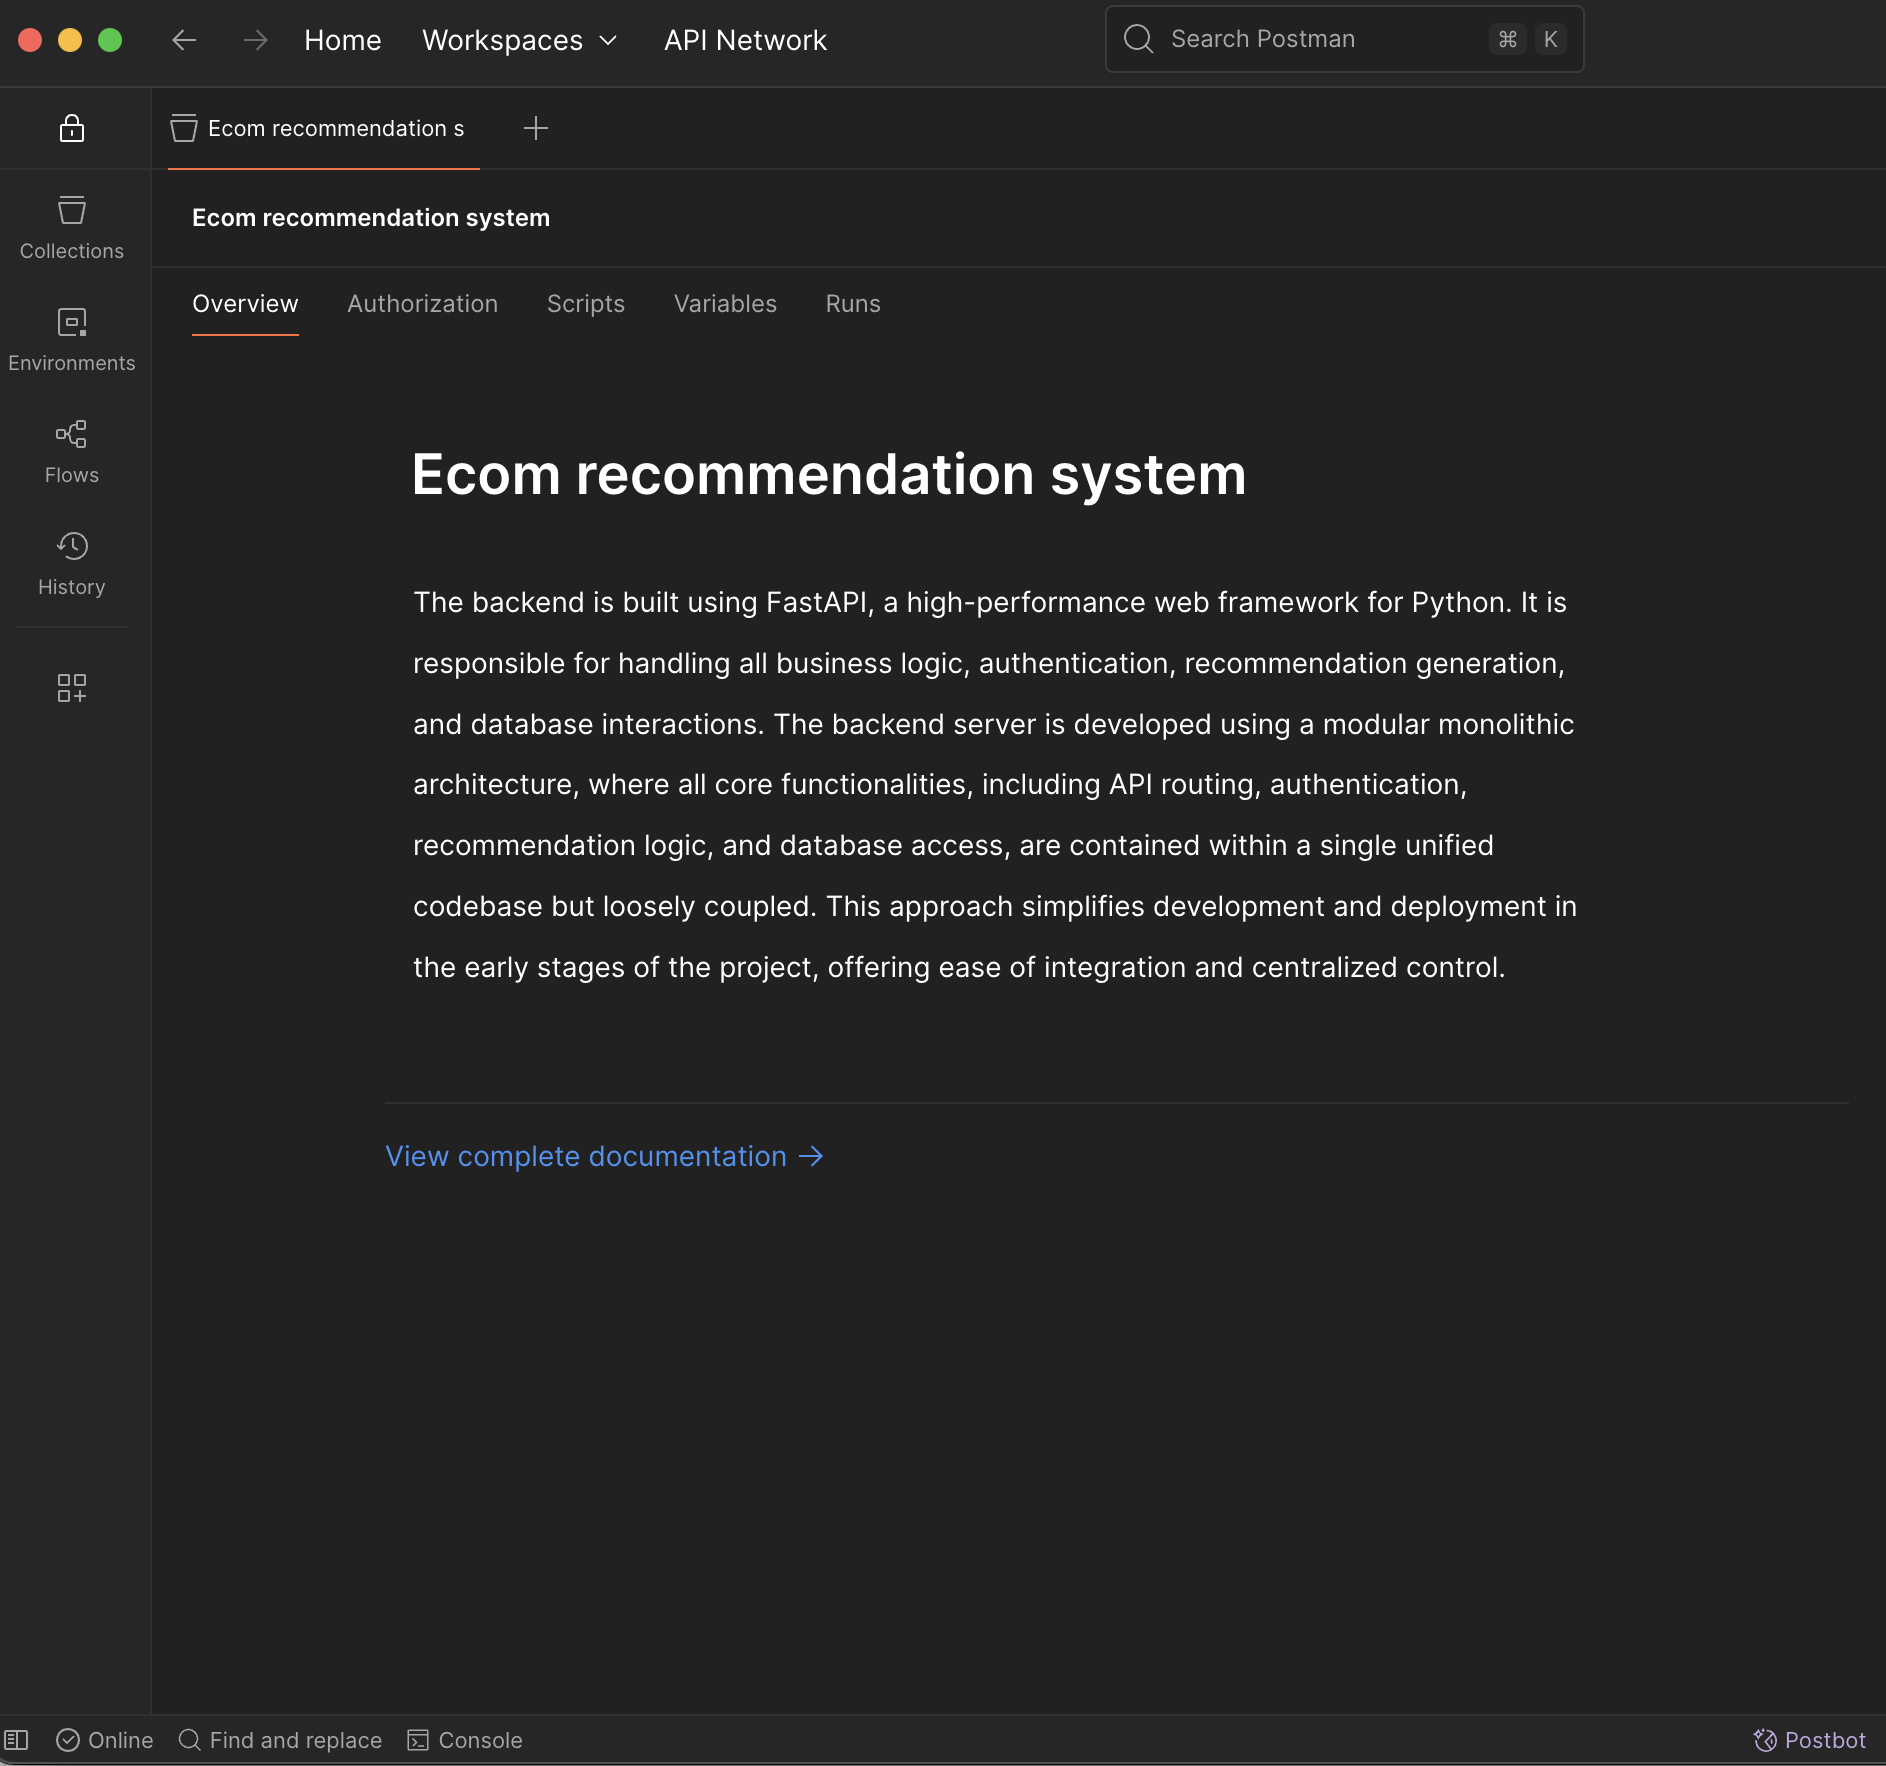 Home Workspaces API Network Search Postman ⌘ K
Ecom recommendation s
Ecom recommendation system
Overview Authorization Scripts Variables Runs
Collections
Environments
Flows
History
Ecom recommendation system
The backend is built using FastAPI, a high-performance web framework for Python. It is
responsible for handling all business logic, authentication, recommendation generation,
and database interactions. The backend server is developed using a modular monolithic
architecture, where all core functionalities, including API routing, authentication,
recommendation logic, and database access, are contained within a single unified
codebase but loosely coupled. This approach simplifies development and deployment in
the early stages of the project, offering ease of integration and centralized control.
View complete documentation →
Online Find and replace Console Postbot